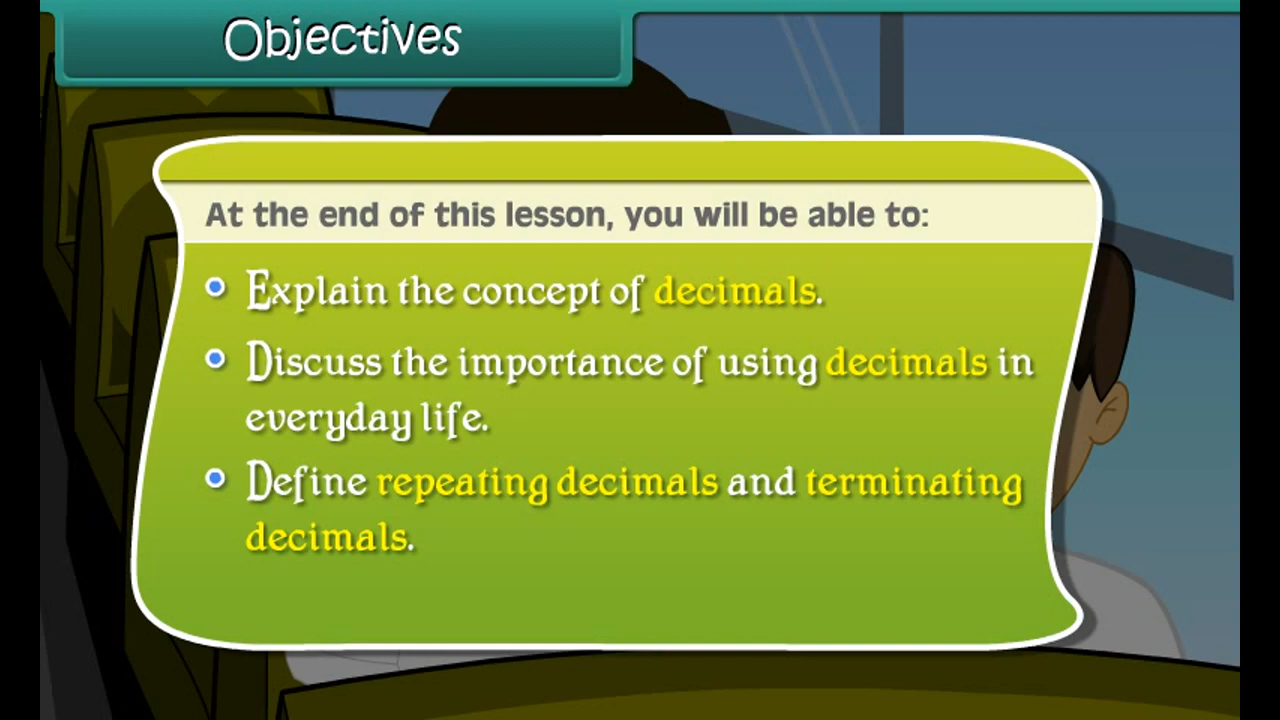 Objectives
At the end of this lesson, you will be able to:
Explain the concept of decimals.
Discuss the importance of using decimals in
everyday life.
Define repeating decimals and terminating
decimals.